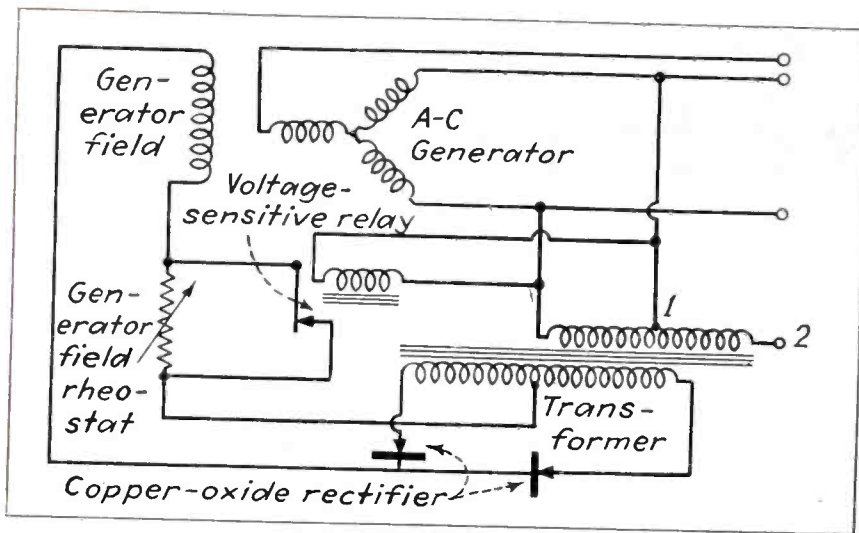 Gen-
erator
field
A-C
Generator
Voltage-
sensitive relay
Gen-
erator
field
rheo-
stat
1
2
Trans-
former
Copper-oxide rectifier